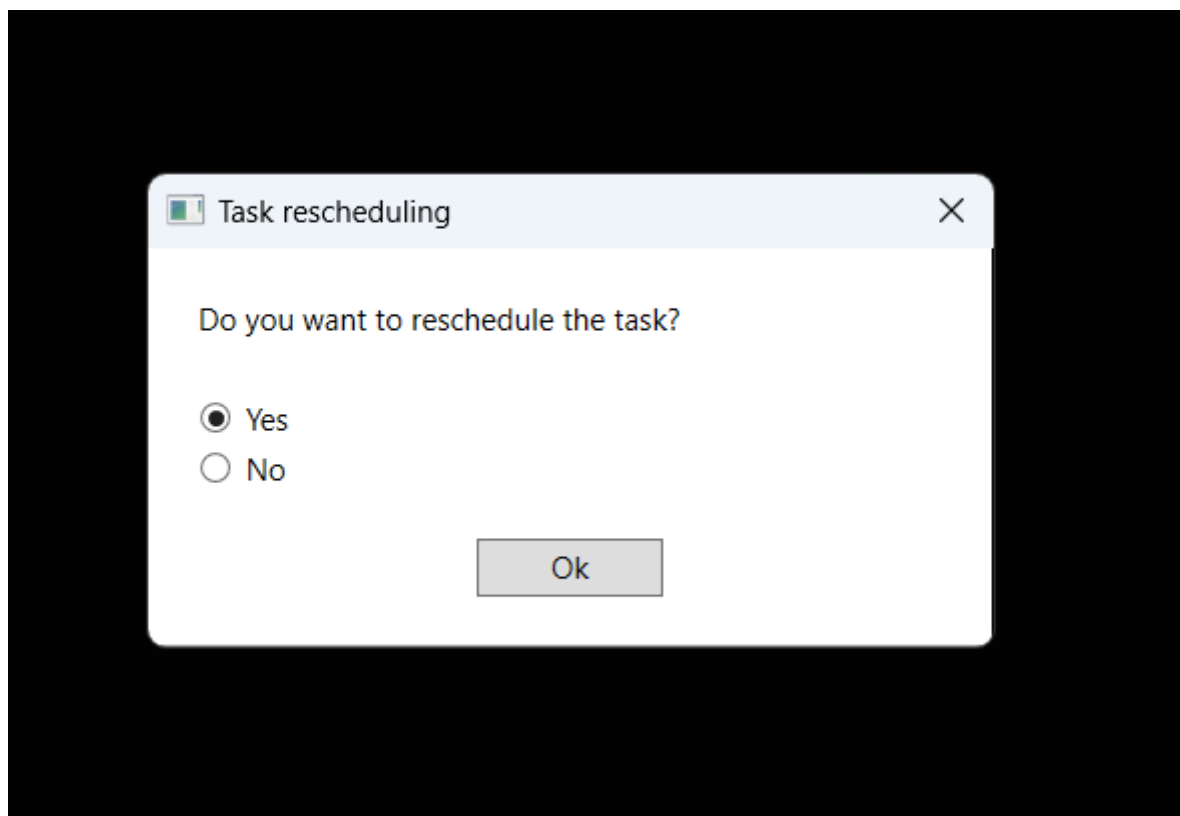 Task rescheduling
Do you want to reschedule the task?
Yes
No
Ok